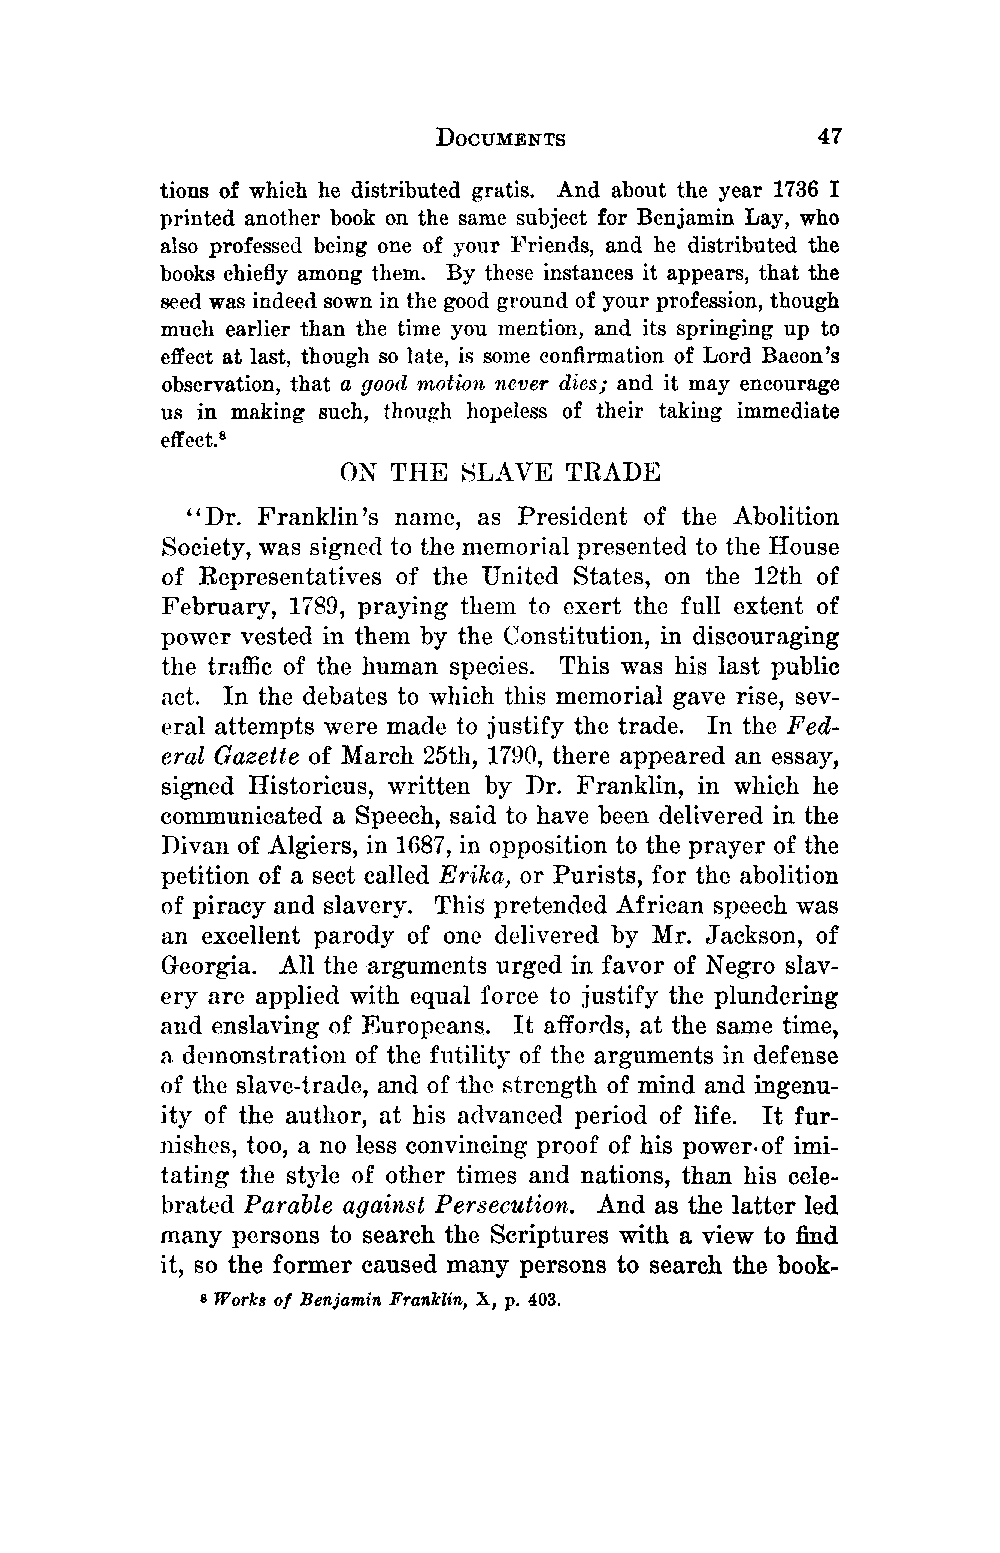 DOCUMENTS 47
tions of which he distributed gratis. And about the year 1736 I
printed another book on the same subject for Benjamin Lay, who
also professed being one of your Friends, and he distributed the
books chiefly among them. By these instances it appears, that the
seed was indeed sown in the good ground of your profession, though
much earlier than the time you mention, and its springing up to
effect at last, though so late, is some confirmation of Lord Bacon's
observation, that a good motion never dies; and it may encourage
us in making such, though hopeless of their taking immediate
effect.⁸
ON THE SLAVE TRADE
"Dr. Franklin's name, as President of the Abolition
Society, was signed to the memorial presented to the House
of Representatives of the United States, on the 12th of
February, 1789, praying them to exert the full extent of
power vested in them by the Constitution, in discouraging
the traffic of the human species. This was his last public
act. In the debates to which this memorial gave rise, sev-
eral attempts were made to justify the trade. In the Fed-
eral Gazette of March 25th, 1790, there appeared an essay,
signed Historicus, written by Dr. Franklin, in which he
communicated a Speech, said to have been delivered in the
Divan of Algiers, in 1687, in opposition to the prayer of the
petition of a sect called Erika, or Purists, for the abolition
of piracy and slavery. This pretended African speech was
an excellent parody of one delivered by Mr. Jackson, of
Georgia. All the arguments urged in favor of Negro slav-
ery are applied with equal force to justify the plundering
and enslaving of Europeans. It affords, at the same time,
a demonstration of the futility of the arguments in defense
of the slave-trade, and of the strength of mind and ingenu-
ity of the author, at his advanced period of life. It fur-
nishes, too, a no less convincing proof of his power of imi-
tating the style of other times and nations, than his cele-
brated Parable against Persecution. And as the latter led
many persons to search the Scriptures with a view to find
it, so the former caused many persons to search the book-
⁸ Works of Benjamin Franklin, X, p. 403.